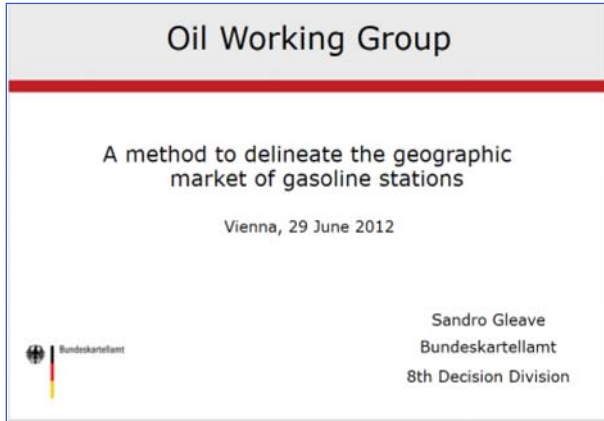 Oil Working Group
A method to delineate the geographic
market of gasoline stations
Vienna, 29 June 2012
Sandro Gleave
Bundeskartellamt
Bundeskartellamt
8th Decision Division